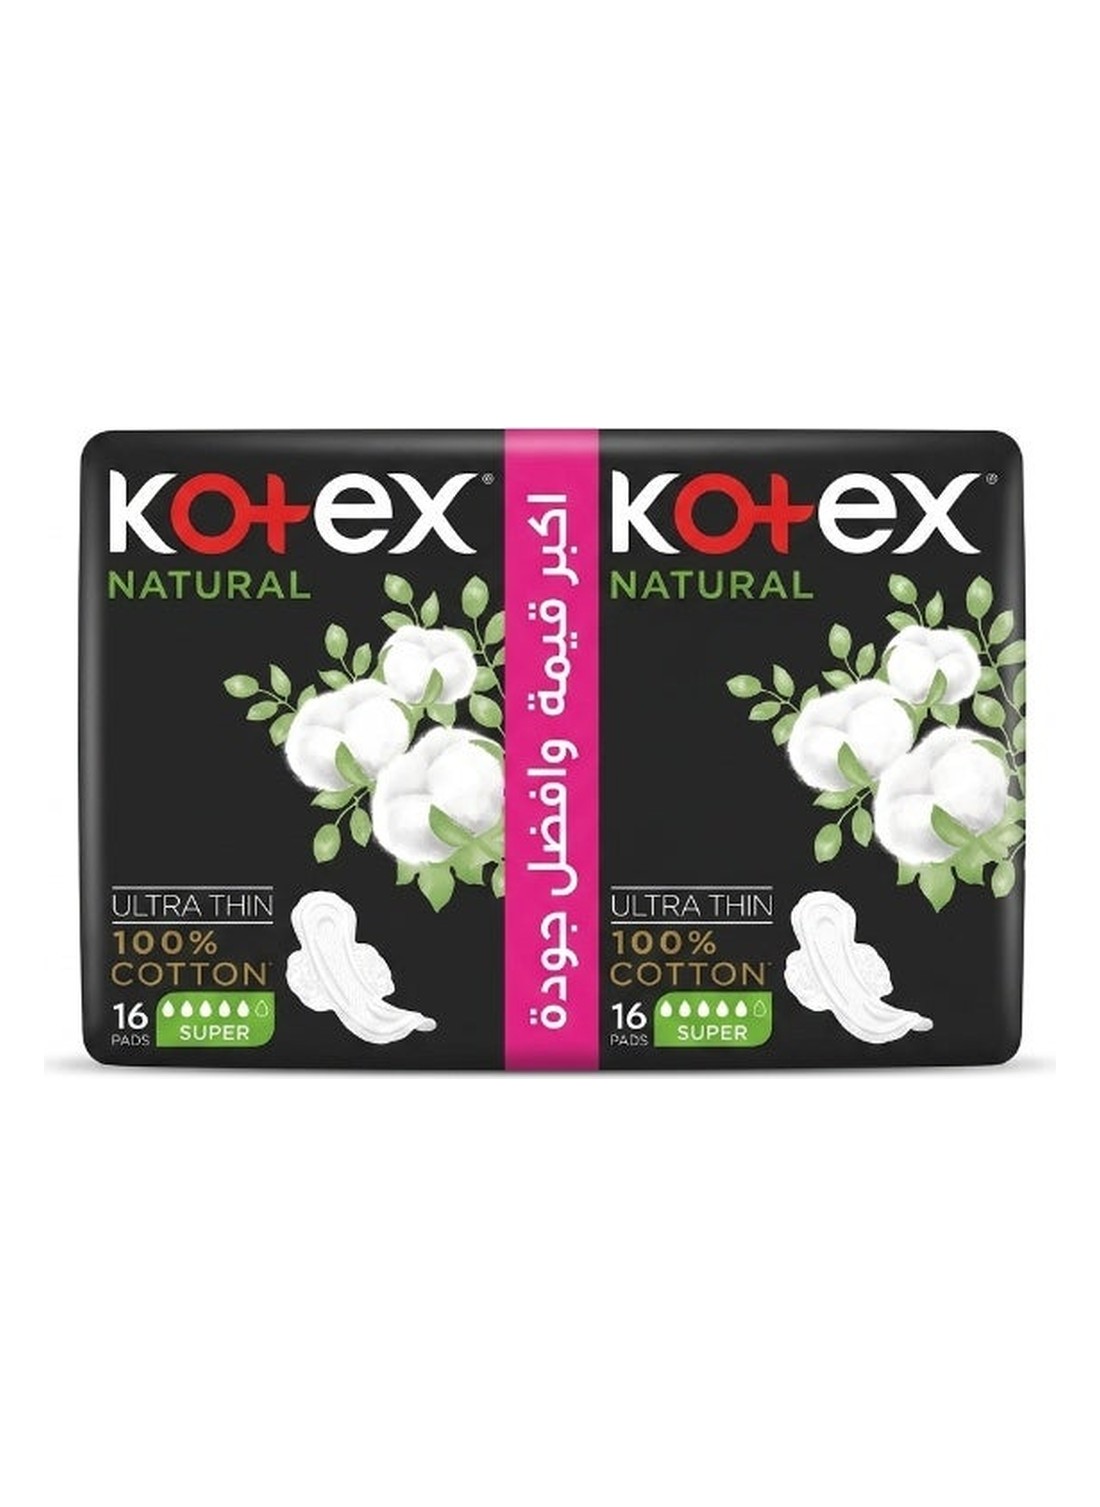 KOTEX®
NATURAL
ULTRA THIN
100%
COTTON*
16
PADS
SUPER
اكبر قيمة وافضل جودة
KOTEX®
NATURAL
ULTRA THIN
100%
COTTON*
16
PADS
SUPER